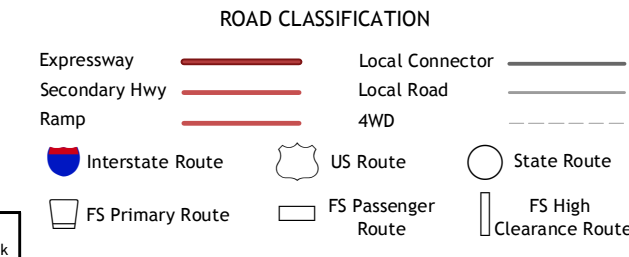 ROAD CLASSIFICATION
Expressway
Local Connector
Secondary Hwy
Local Road
Ramp
4WD
Interstate Route
US Route
State Route
FS Primary Route
FS Passenger
Route
FS High
Clearance Route
k